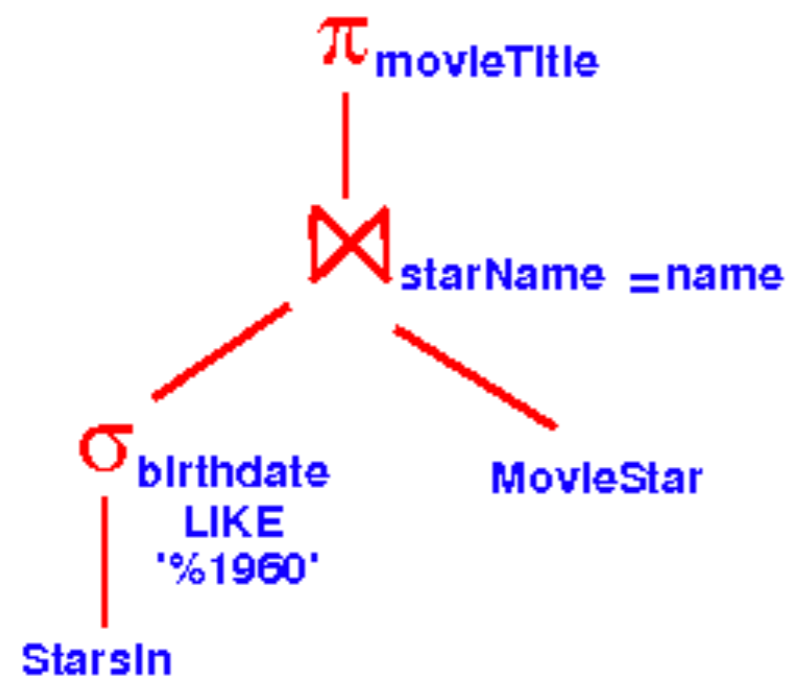 π movieTitle
⋈ starName = name
σ birthdate
LIKE
'%1960'
MovieStar
StarsIn